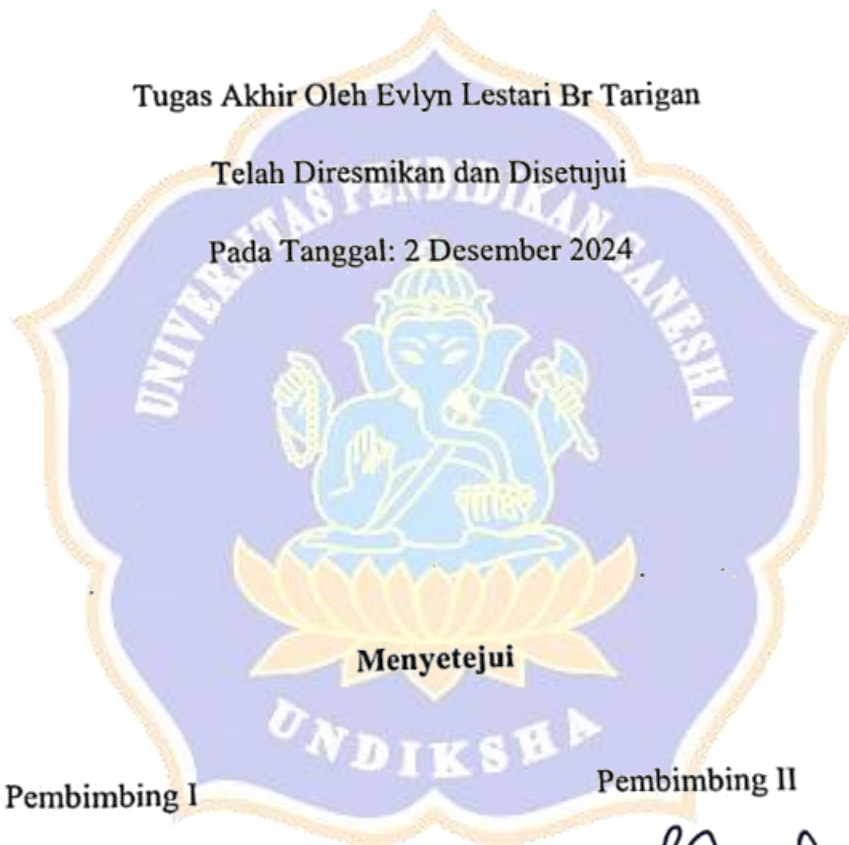 Tugas Akhir Oleh Evlyn Lestari Br Tarigan
Telah Diresmikan dan Disetujui
UNIVERSITAS PENDIDIKAN GANESHA
Pada Tanggal: 2 Desember 2024
Menyetejui
UNDIKSHA
Pembimbing I
Pembimbing II